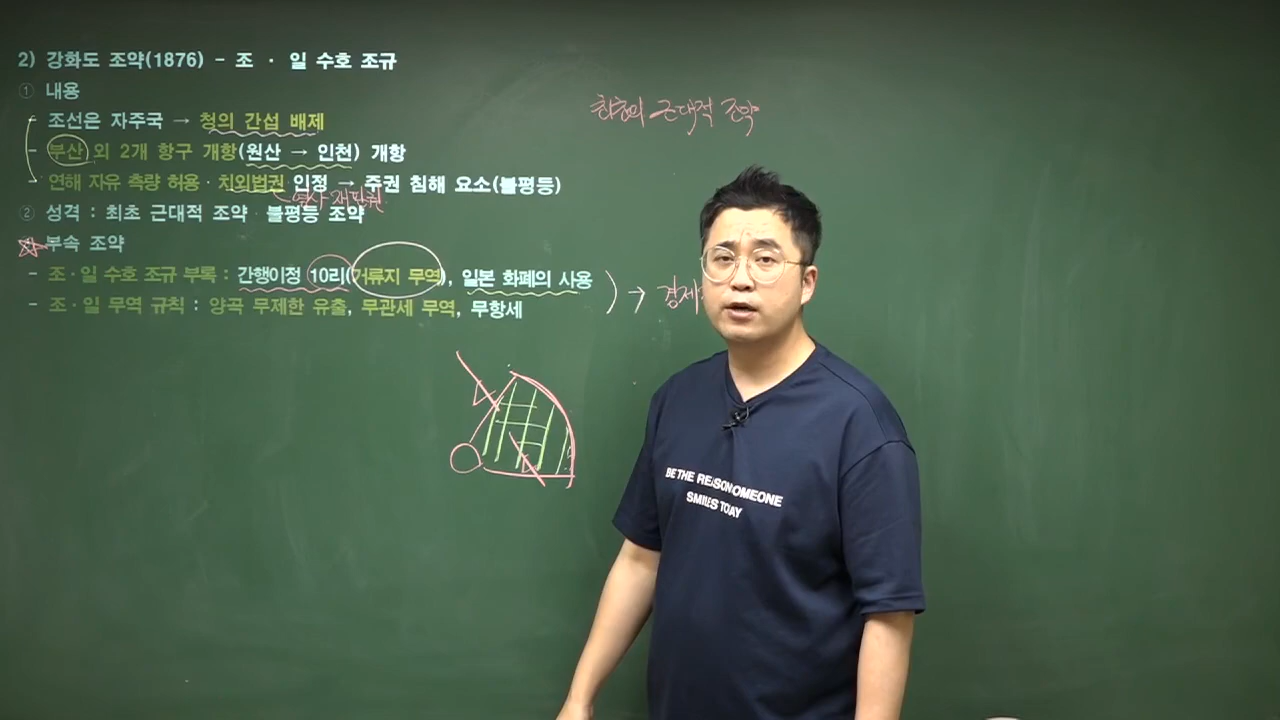 2) 강화도 조약(1876) - 조 · 일 수호 조규
① 내용
- 조선은 자주국 → 청의 간섭 배제
- 부산 외 2개 항구 개항(원산 → 인천) 개항
- 연해 자유 측량 허용 · 치외법권 인정 → 주권 침해 요소(불평등)
영사 재판권
② 성격 : 최초 근대적 조약 불평등 조약
부속 조약
- 조 · 일 수호 조규 부록 : 간행이정 10리(거류지 무역), 일본 화폐의 사용
- 조 · 일 무역 규칙 : 양곡 무제한 유출, 무관세 무역, 무항세
→ 경제
최초의 근대적 조약
BE THE REASON
SMILES TODAY